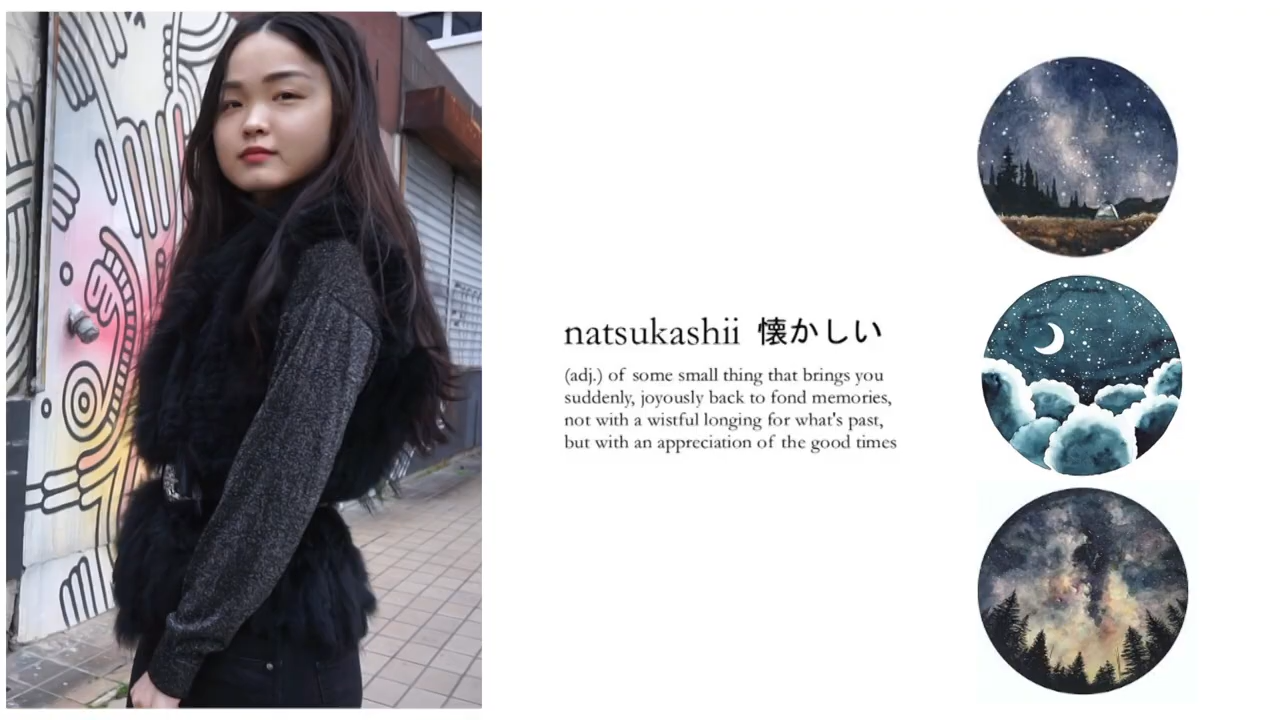 natsukashii 懐かしい
(adj.) of some small thing that brings you
suddenly, joyously back to fond memories,
not with a wistful longing for what's past,
but with an appreciation of the good times